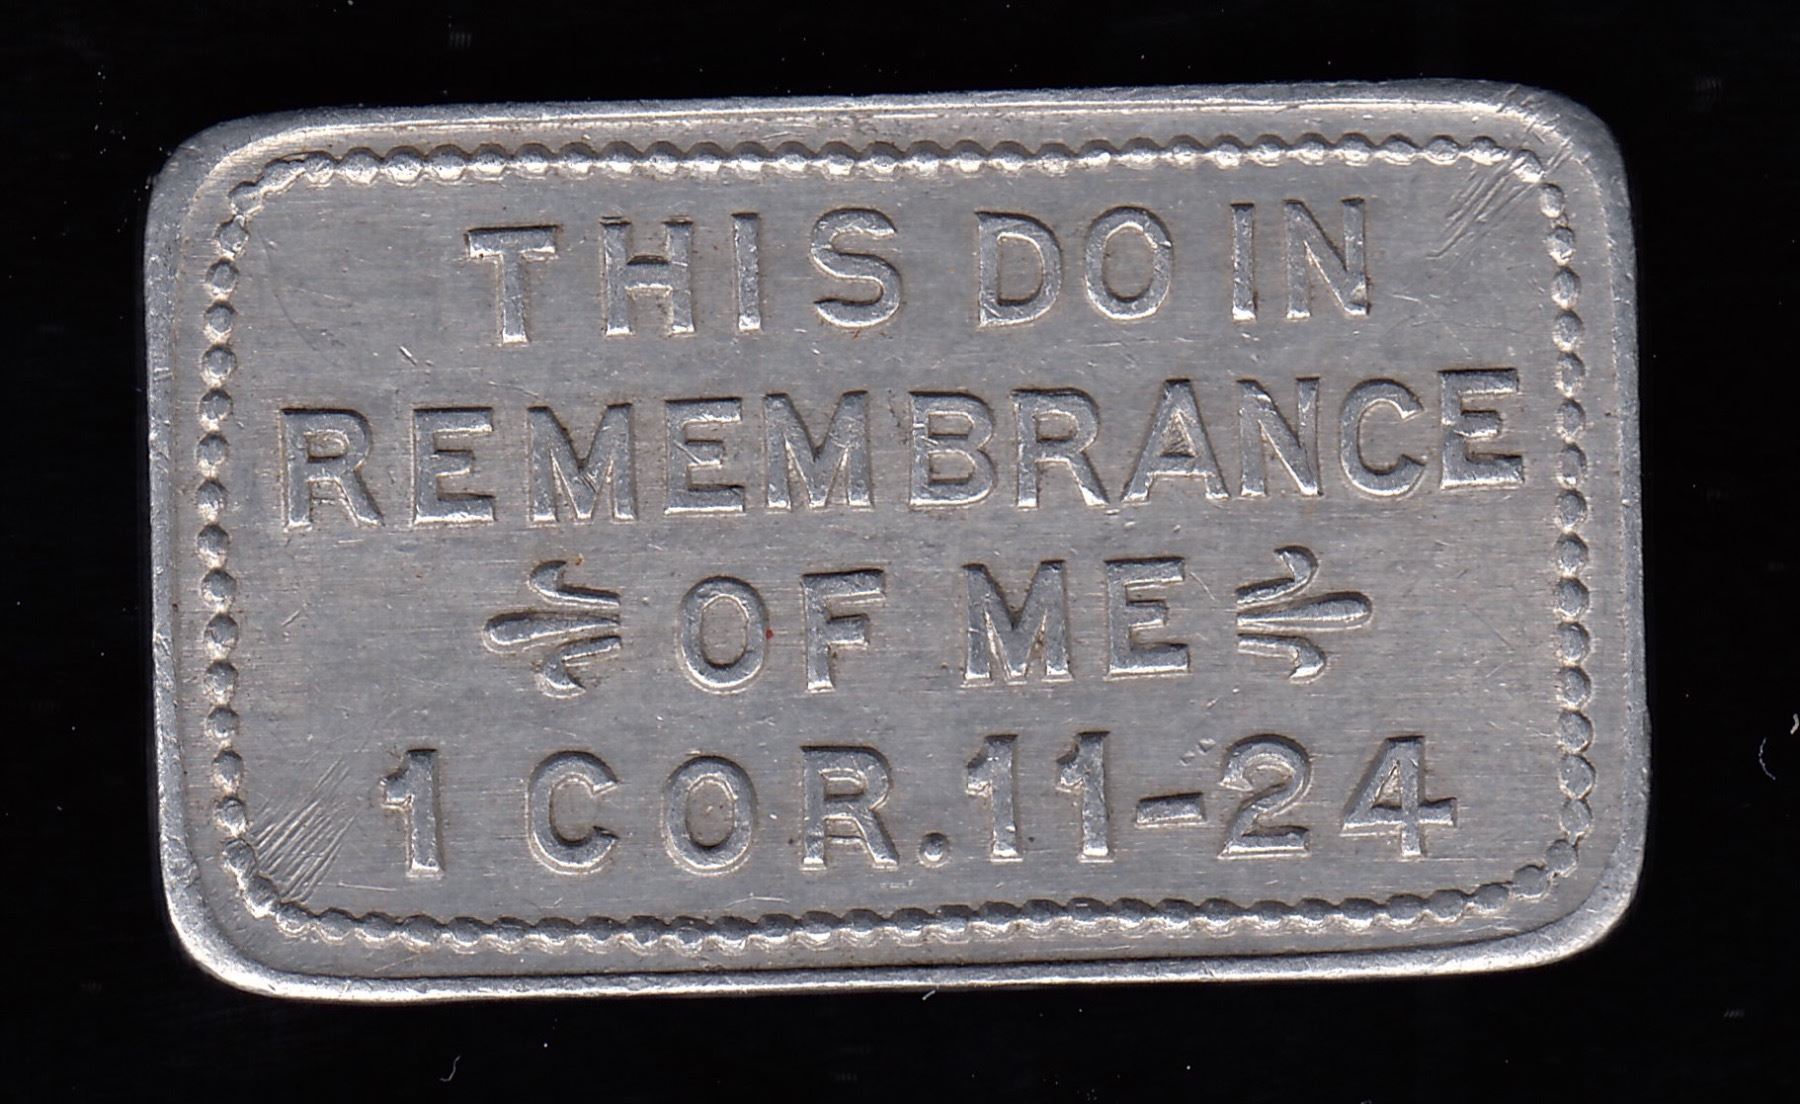 THIS DO IN
REMEMBRANCE
OF ME
1 COR. 11-24